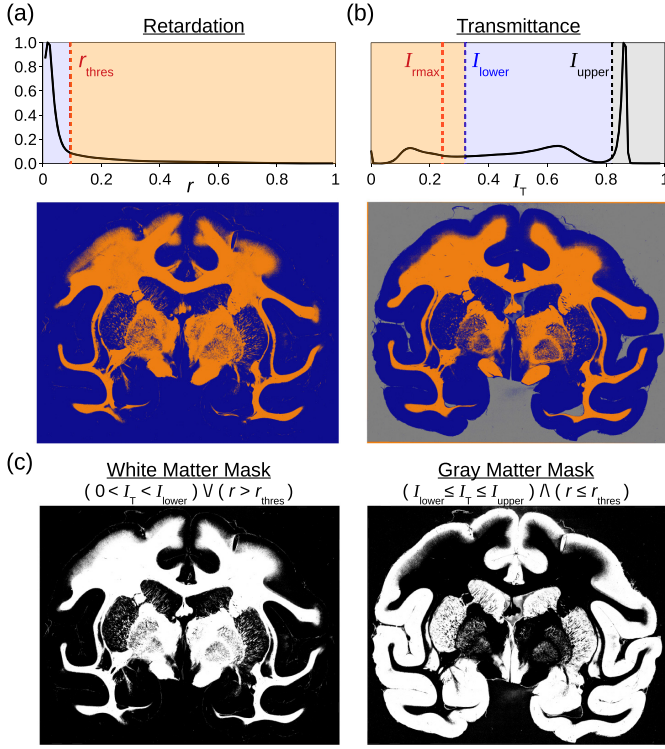 (a)
Retardation
1.0
0.8
0.6
0.4
0.2
0.0
r_thres
0 0.2 0.4 0.6 0.8 1
r
(b)
Transmittance
I_rmax I_lower I_upper
0 0.2 0.4 0.6 0.8 1
I_T
(c)
White Matter Mask
( 0 < I_T < I_lower ) \/ ( r > r_thres )
Gray Matter Mask
( I_lower ≤ I_T ≤ I_upper ) /\ ( r ≤ r_thres )